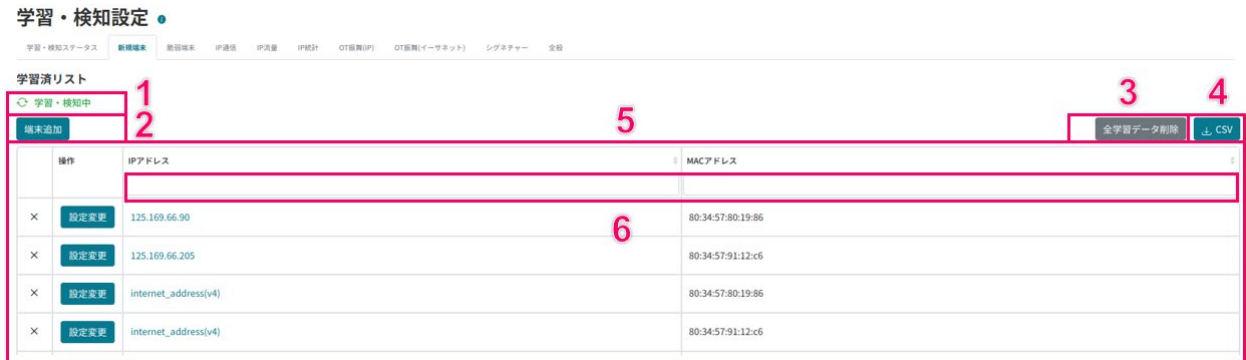 学習・検知設定
学習・検知ステータス 新規端末 脆弱端末 IP通信 IP流量 IP統計 OT振舞(IP) OT振舞(イーサネット) シグネチャー 全般
学習済リスト
学習・検知中 1
端末追加 2 5 3 全学習データ削除 4 CSV
操作 IPアドレス MACアドレス
6
× 設定変更 125.169.66.90 80:34:57:80:19:86
× 設定変更 125.169.66.205 80:34:57:91:12:c6
× 設定変更 internet_address(v4) 80:34:57:80:19:86
× 設定変更 internet_address(v4) 80:34:57:91:12:c6